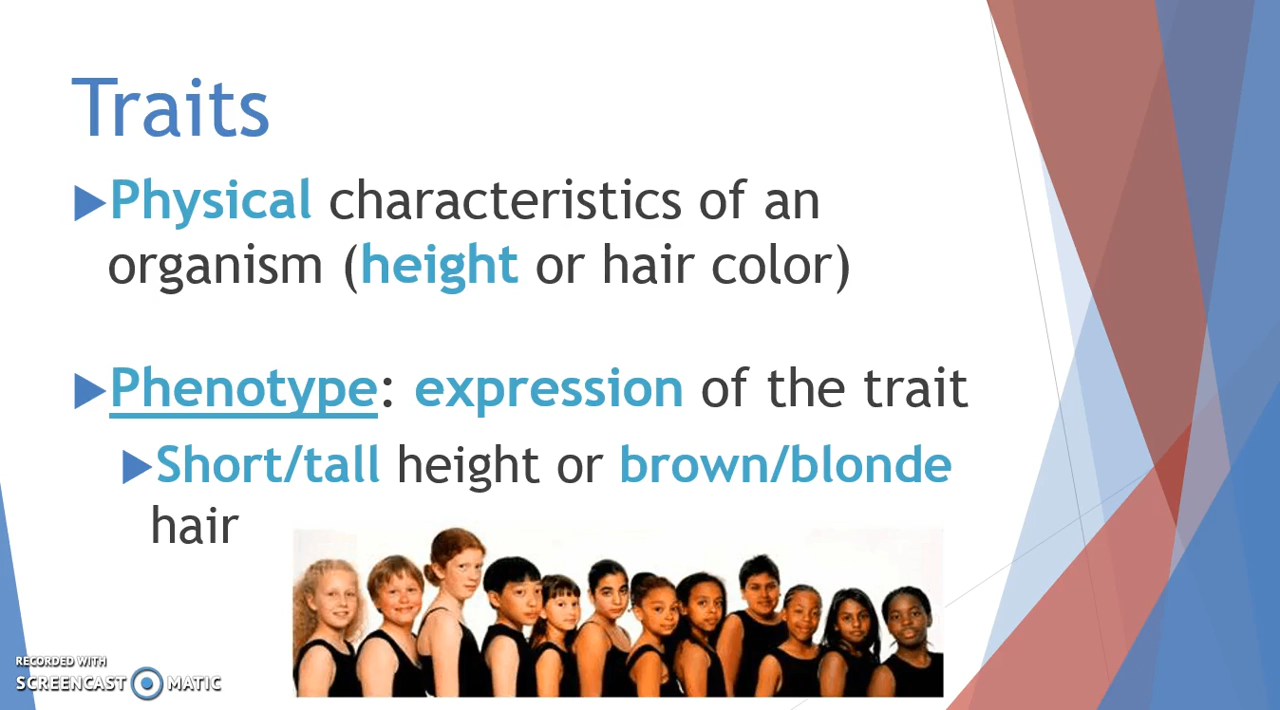 Traits
Physical characteristics of an
organism (height or hair color)
Phenotype: expression of the trait
Short/tall height or brown/blonde
hair
RECORDED WITH
SCREENCAST MATIC